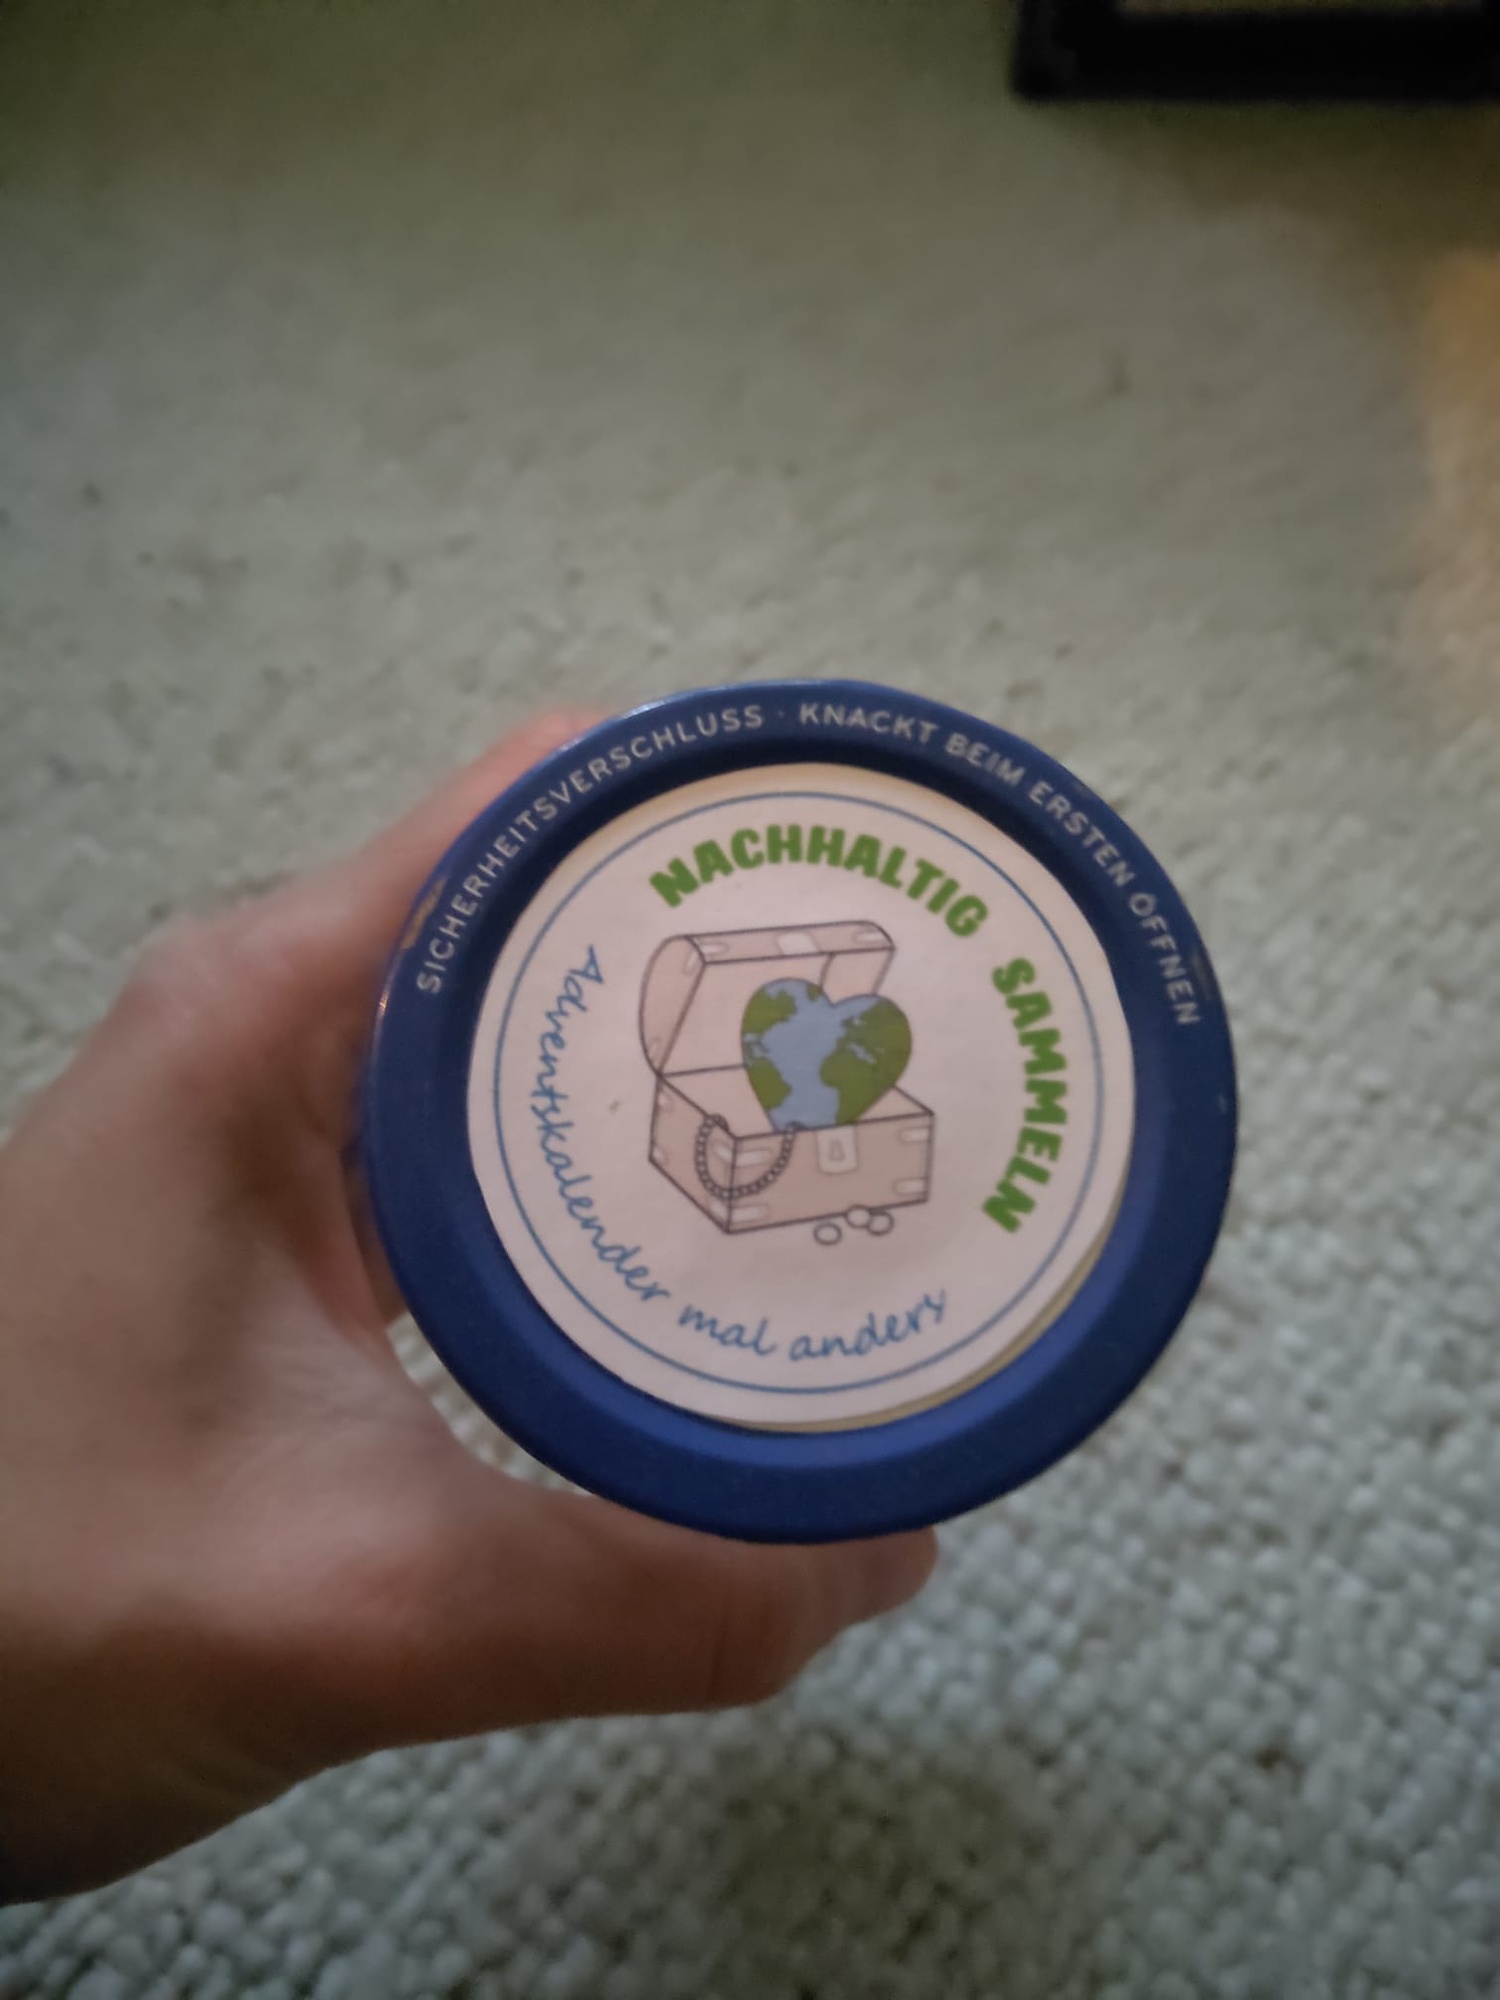 SICHERHEITSVERSCHLUSS · KNACKT BEIM ERSTEN ÖFFNEN
NACHHALTIG SAMMELN
Adventskalender mal anders